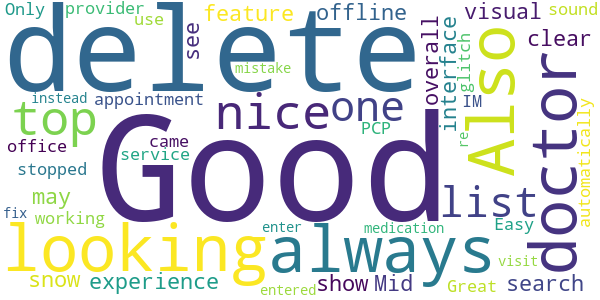 Only provider use feature offline visual sound
see overall interface clear
delete
mistake glitch
instead appointment
top nice one Also doctor
PCP IM
Good
office came
service re
stopped list automatically
may
fix working
looking always
enter medication Easy
visit
snow experience show Mid search
entered Great